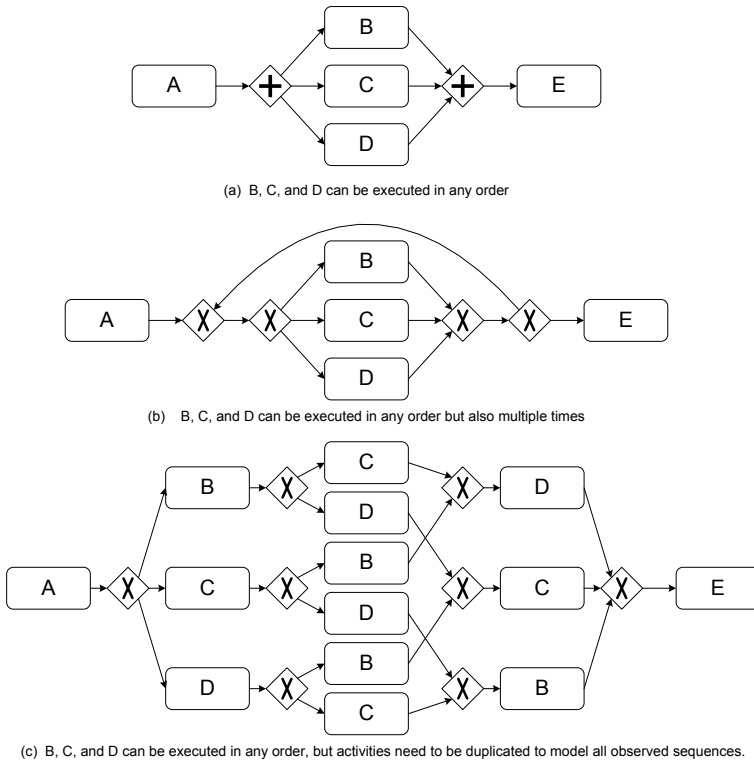 B
A + C + E
D
(a) B, C, and D can be executed in any order
B
A X X C X X E
D
(b) B, C, and D can be executed in any order but also multiple times
C
B X X D
D
B
A X C X X C X E
D
B
D X X B
C
(c) B, C, and D can be executed in any order, but activities need to be duplicated to model all observed sequences.